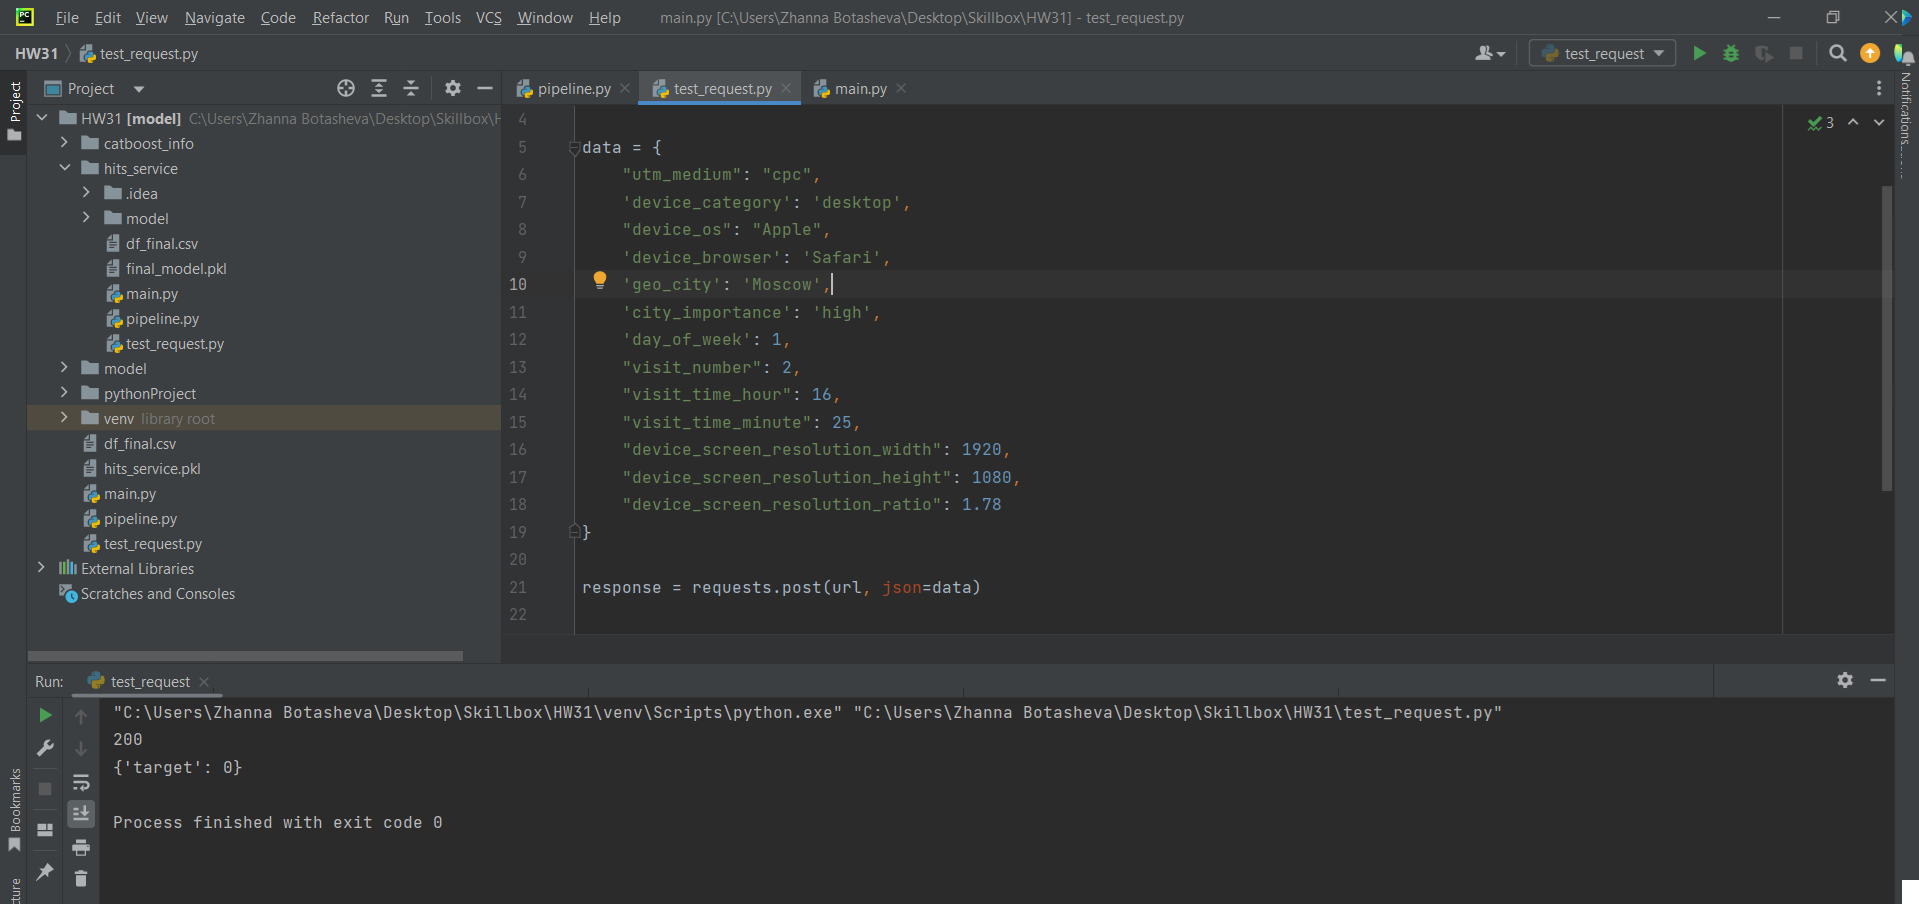 PC File Edit View Navigate Code Refactor Run Tools VCS Window Help main.py [C:\Users\Zhanna Botasheva\Desktop\Skillbox\HW31] - test_request.py
HW31 test_request.py test_request
Project
Project
pipeline.py test_request.py main.py
Notifications
HW31 [model] C:\Users\Zhanna Botasheva\Desktop\Skillbox\H
catboost_info
hits_service
.idea
model
df_final.csv
final_model.pkl
main.py
pipeline.py
test_request.py
model
pythonProject
venv library root
df_final.csv
hits_service.pkl
main.py
pipeline.py
test_request.py
External Libraries
Scratches and Consoles
3
4
5 data = {
6 "utm_medium": "cpc",
7 'device_category': 'desktop',
8 "device_os": "Apple",
9 'device_browser': 'Safari',
10 'geo_city': 'Moscow',
11 'city_importance': 'high',
12 'day_of_week': 1,
13 "visit_number": 2,
14 "visit_time_hour": 16,
15 "visit_time_minute": 25,
16 "device_screen_resolution_width": 1920,
17 "device_screen_resolution_height": 1080,
18 "device_screen_resolution_ratio": 1.78
19 }
20
21 response = requests.post(url, json=data)
22
Run: test_request
"C:\Users\Zhanna Botasheva\Desktop\Skillbox\HW31\venv\Scripts\python.exe" "C:\Users\Zhanna Botasheva\Desktop\Skillbox\HW31\test_request.py"
200
{'target': 0}
Process finished with exit code 0
Bookmarks
cture